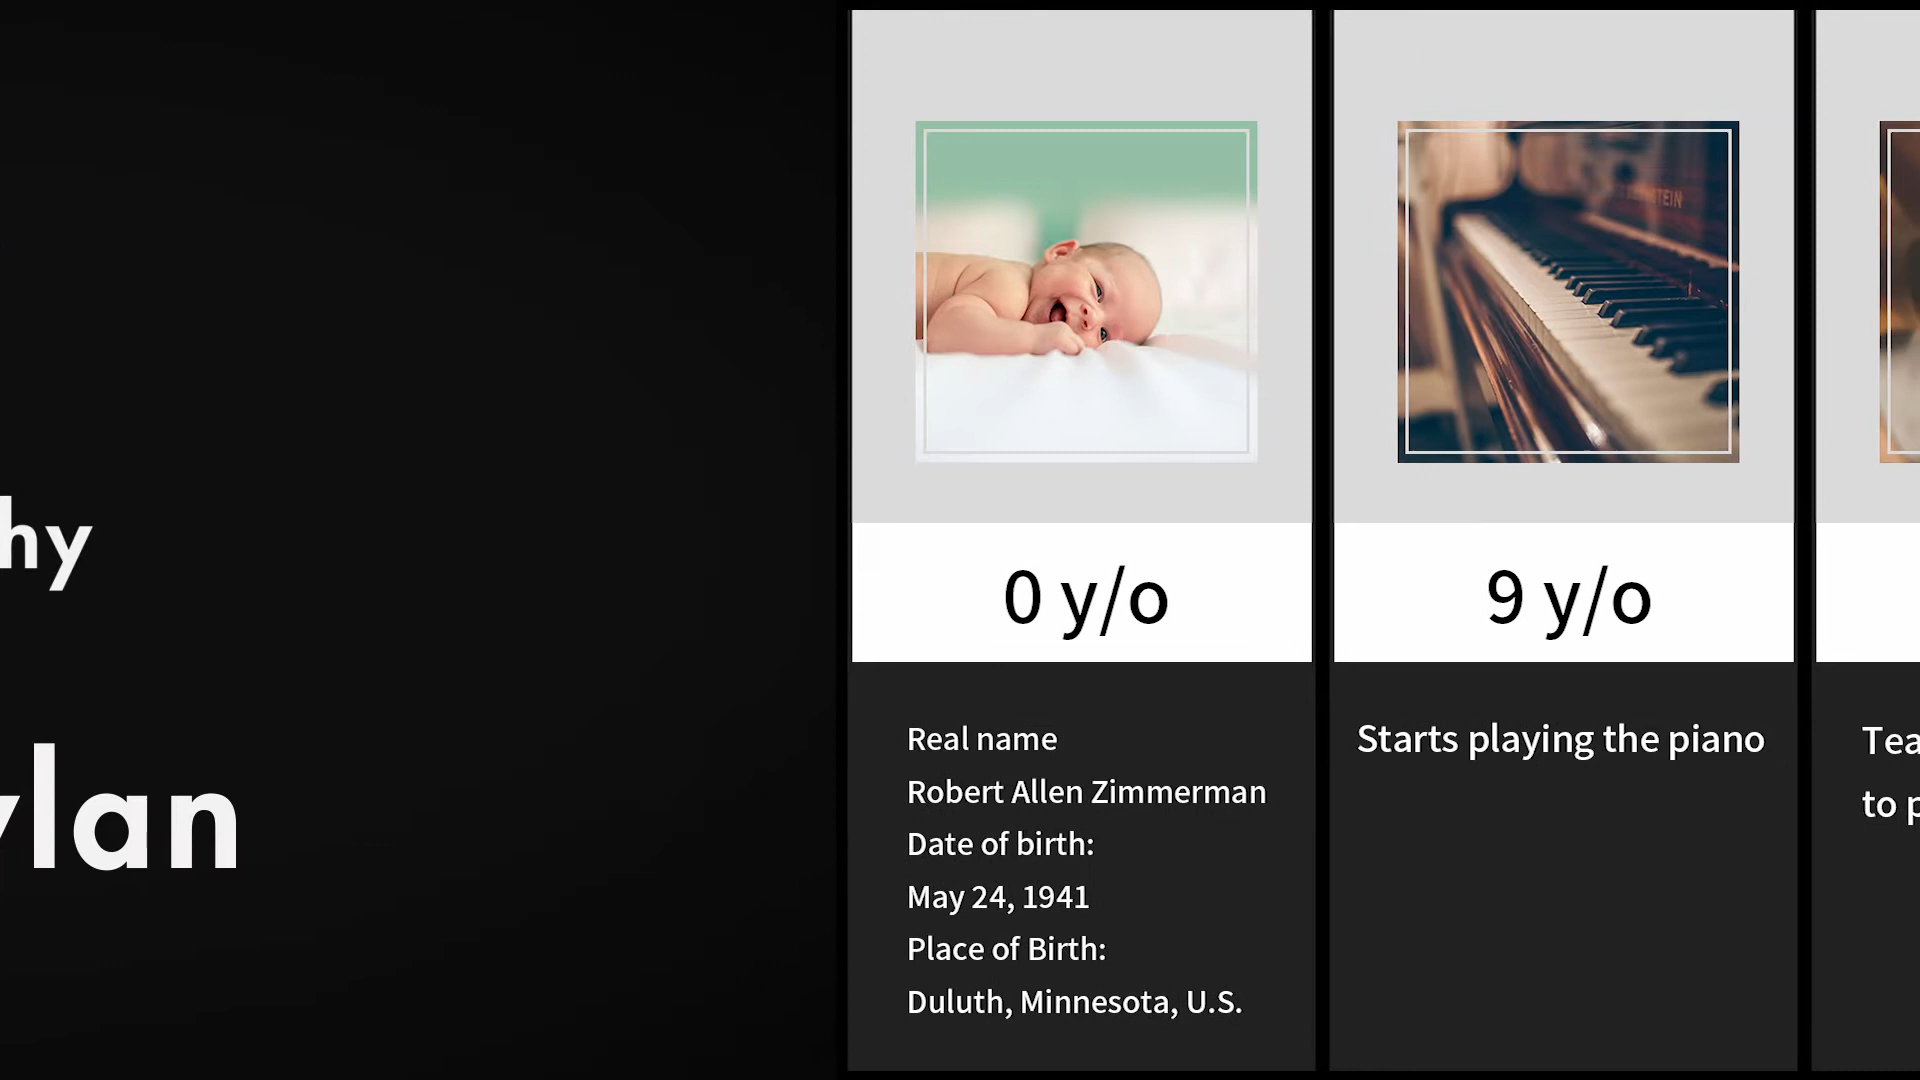 hy
ylan
0 y/o
Real name
Robert Allen Zimmerman
Date of birth:
May 24, 1941
Place of Birth:
Duluth, Minnesota, U.S.
9 y/o
Starts playing the piano
Tea
to p